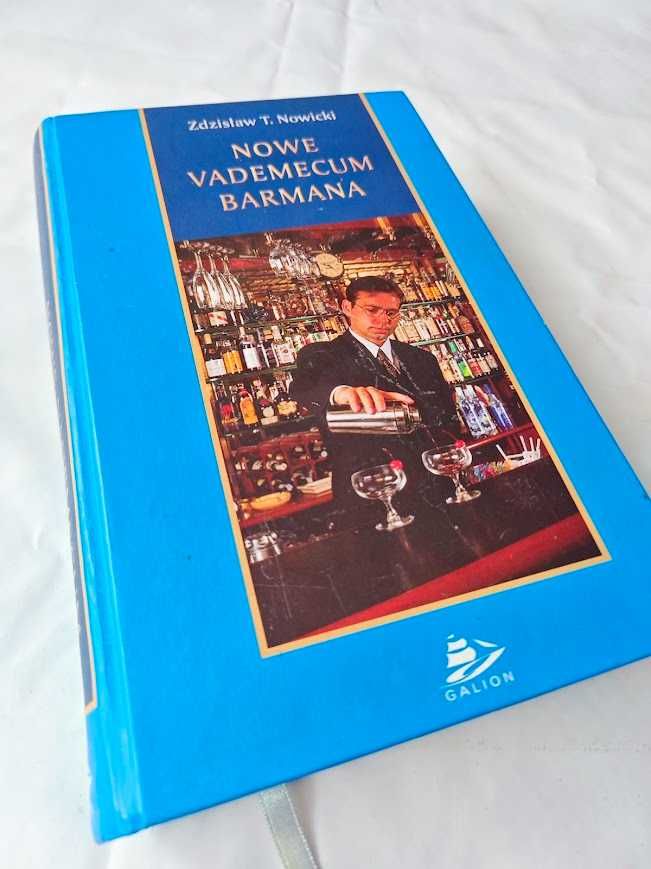 Zdzisław T. Nowicki
NOWE
VADEMECUM
BARMANA
GALION